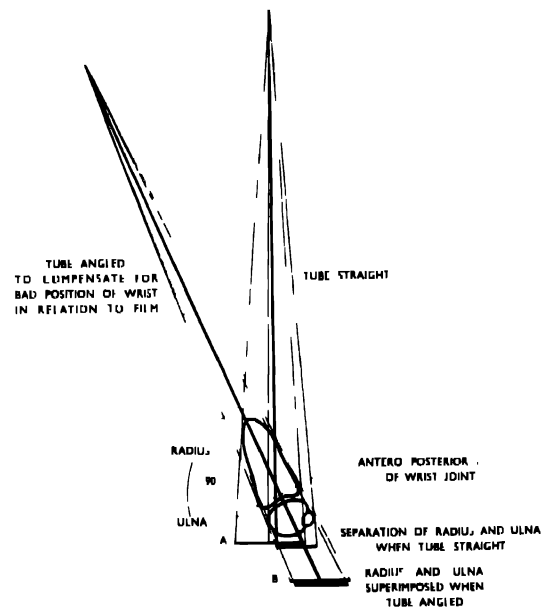 TUBE ANGLED
TO COMPENSATE FOR
BAD POSITION OF WRIST
IN RELATION TO FILM
TUBE STRAIGHT
RADIUS
90
ULNA
A
ANTERO POSTERIOR
OF WRIST JOINT
SEPARATION OF RADIUS AND ULNA
WHEN TUBE STRAIGHT
B
RADIUS AND ULNA
SUPERIMPOSED WHEN
TUBE ANGLED